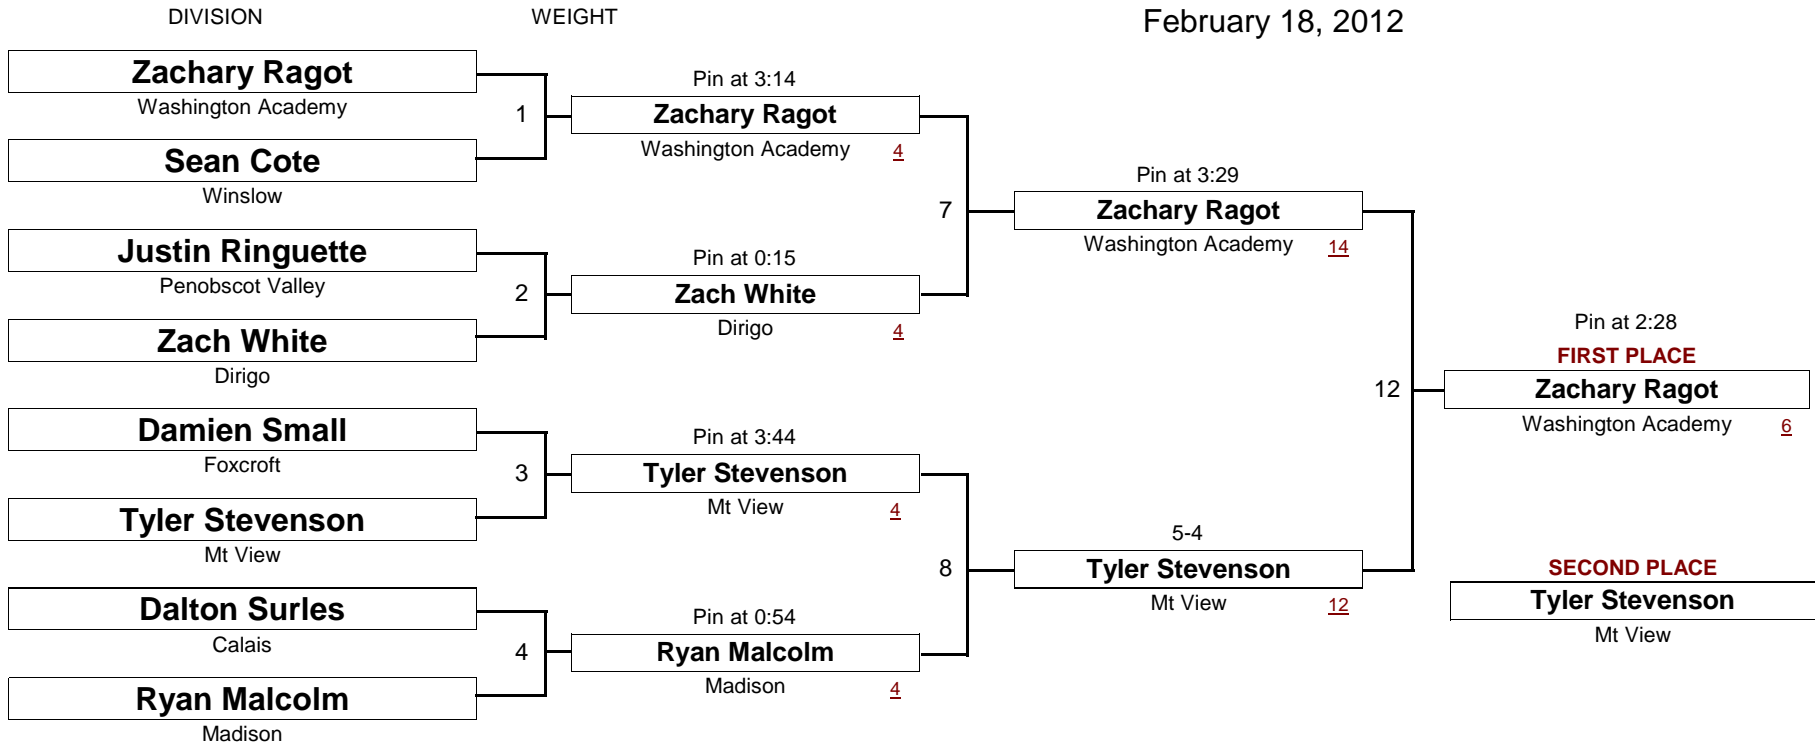 DIVISION
WEIGHT
February 18, 2012
Zachary Ragot
Washington Academy
1
Sean Cote
Winslow
Justin Ringuette
Penobscot Valley
2
Zach White
Dirigo
Damien Small
Foxcroft
3
Tyler Stevenson
Mt View
Dalton Surles
Calais
4
Ryan Malcolm
Madison
Pin at 3:14
Zachary Ragot
Washington Academy 4
7
Pin at 0:15
Zach White
Dirigo 4
Pin at 3:44
Tyler Stevenson
Mt View 4
8
Pin at 0:54
Ryan Malcolm
Madison 4
Pin at 3:29
Zachary Ragot
Washington Academy 14
12
5-4
Tyler Stevenson
Mt View 12
Pin at 2:28
FIRST PLACE
Zachary Ragot
Washington Academy 6
SECOND PLACE
Tyler Stevenson
Mt View